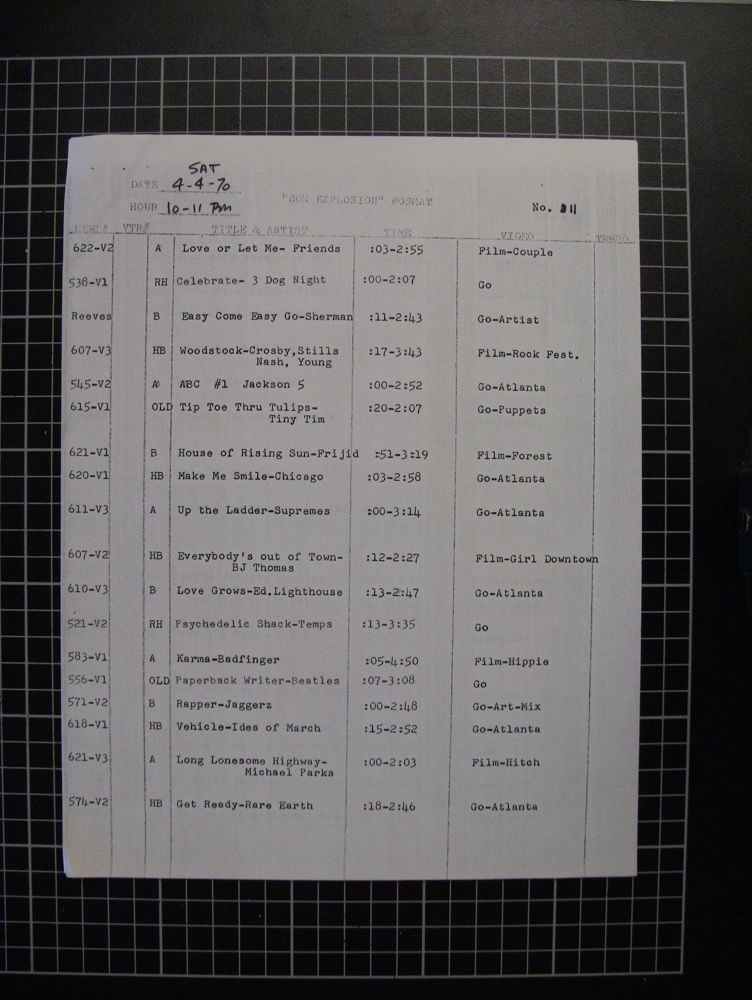 SAT
DATE 4-4-70
HOUR 10-11 PM "NOW EXPLOSION" FORMAT No. 11
VTR# TITLE & ARTIST TIME VIDEO TEMPO
622-V2 A Love or Let Me- Friends :03-2:55 Film-Couple
538-V1 RH Celebrate- 3 Dog Night :00-2:07 Go
Reeves B Easy Come Easy Go-Sherman :11-2:43 Go-Artist
607-V3 HB Woodstock-Crosby,Stills :17-3:43 Film-Rock Fest.
Nash, Young
545-V2 A ABC #1 Jackson 5 :00-2:52 Go-Atlanta
615-V1 OLD Tip Toe Thru Tulips- :20-2:07 Go-Puppets
Tiny Tim
621-V1 B House of Rising Sun-Frijid :51-3:19 Film-Forest
620-V1 HB Make Me Smile-Chicago :03-2:58 Go-Atlanta
611-V3 A Up the Ladder-Supremes :00-3:14 Go-Atlanta
607-V2 HB Everybody's out of Town- :12-2:27 Film-Girl Downtown
BJ Thomas
610-V3 B Love Grows-Ed.Lighthouse :13-2:47 Go-Atlanta
521-V2 RH Psychedelic Shack-Temps :13-3:35 Go
583-V1 A Karma-Badfinger :05-4:50 Film-Hippie
556-V1 OLD Paperback Writer-Beatles :07-3:08 Go
571-V2 B Rapper-Jaggerz :00-2:48 Go-Art-Mix
618-V1 HB Vehicle-Ides of March :15-2:52 Go-Atlanta
621-V3 A Long Lonesome Highway- :00-2:03 Film-Hitch
Michael Parks
574-V2 HB Get Ready-Rare Earth :18-2:46 Go-Atlanta